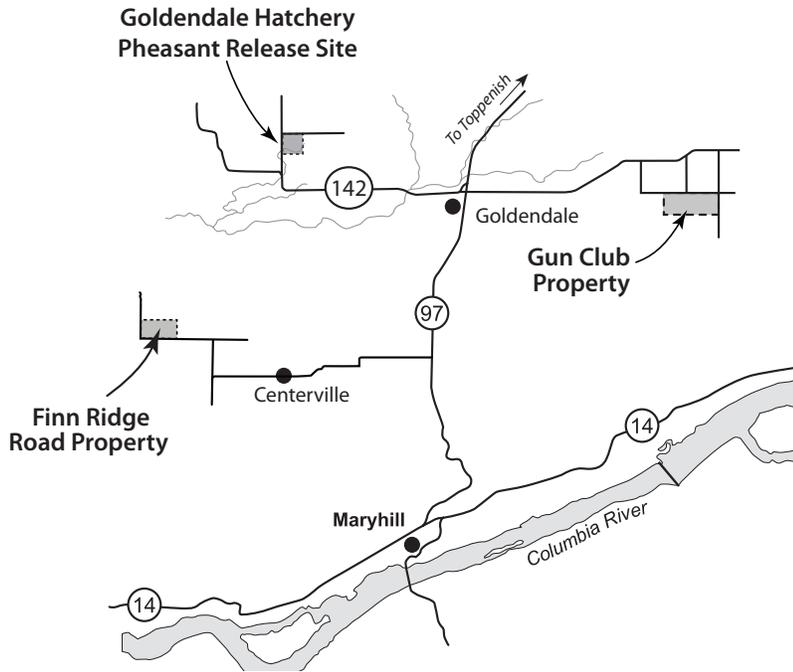 Goldendale Hatchery
Pheasant Release Site
To Toppenish
142
Goldendale
Gun Club
Property
97
Centerville
Finn Ridge
Road Property
14
Maryhill
Columbia River
14